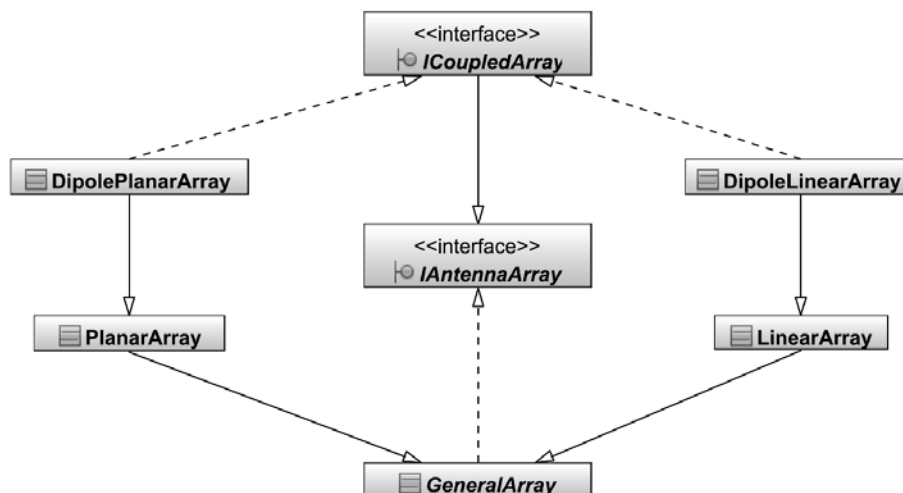 <<interface>>
ICoupledArray
DipolePlanarArray
DipoleLinearArray
<<interface>>
IAntennaArray
PlanarArray
LinearArray
GeneralArray